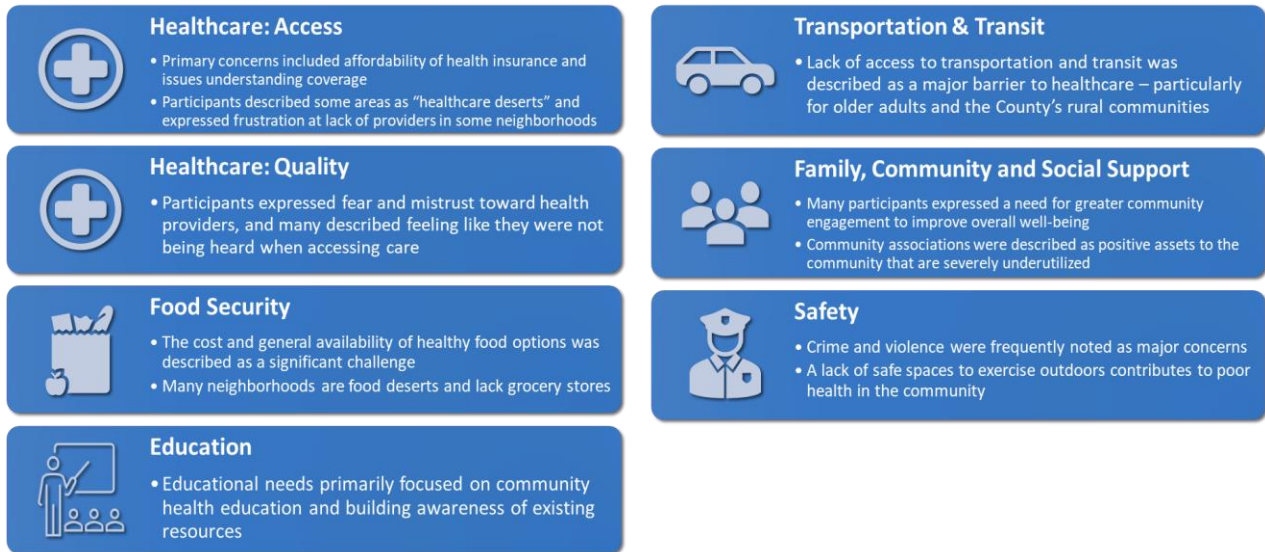 Healthcare: Access
• Primary concerns included affordability of health insurance and
issues understanding coverage
• Participants described some areas as “healthcare deserts” and
expressed frustration at lack of providers in some neighborhoods
Healthcare: Quality
• Participants expressed fear and mistrust toward health
providers, and many described feeling like they were not
being heard when accessing care
Food Security
• The cost and general availability of healthy food options was
described as a significant challenge
• Many neighborhoods are food deserts and lack grocery stores
Education
• Educational needs primarily focused on community
health education and building awareness of existing
resources
Transportation & Transit
• Lack of access to transportation and transit was
described as a major barrier to healthcare – particularly
for older adults and the County’s rural communities
Family, Community and Social Support
• Many participants expressed a need for greater community
engagement to improve overall well-being
• Community associations were described as positive assets to the
community that are severely underutilized
Safety
• Crime and violence were frequently noted as major concerns
• A lack of safe spaces to exercise outdoors contributes to poor
health in the community